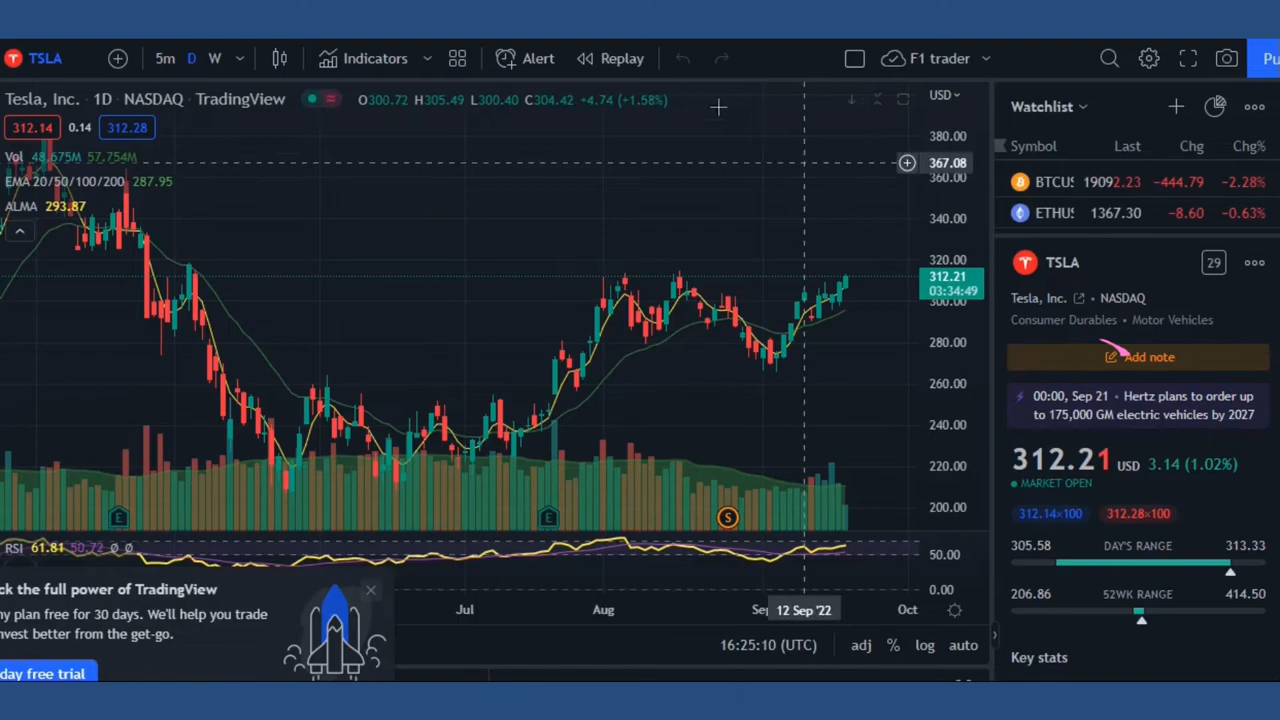 TSLA
5m D W
Indicators
Alert
Replay
F1 trader
Pu
Tesla, Inc. • 1D • NASDAQ • TradingView
O300.72 H305.49 L300.40 C304.42 +4.74 (+1.58%)
USD
312.14 0.14 312.28
Vol 48.675M 57.754M
EMA 20/50/100/200 287.95
ALMA 293.87
380.00
367.08
360.00
340.00
320.00
312.21
03:34:49
300.00
280.00
260.00
240.00
220.00
200.00
E
E
S
RSI 61.81 50.72 Ø Ø
50.00
0.00
Jul
Aug
Sep
12 Sep '22
Oct
ck the full power of TradingView
ny plan free for 30 days. We'll help you trade
nvest better from the get-go.
day free trial
16:25:10 (UTC)
adj % log auto
Watchlist
Symbol Last Chg Chg%
BTCUS 19092.23 -444.79 -2.28%
ETHUS 1367.30 -8.60 -0.63%
TSLA
29
Tesla, Inc. • NASDAQ
Consumer Durables • Motor Vehicles
Add note
00:00, Sep 21 • Hertz plans to order up
to 175,000 GM electric vehicles by 2027
312.21 USD 3.14 (1.02%)
MARKET OPEN
312.14×100 312.28×100
305.58 DAY'S RANGE 313.33
206.86 52WK RANGE 414.50
Key stats